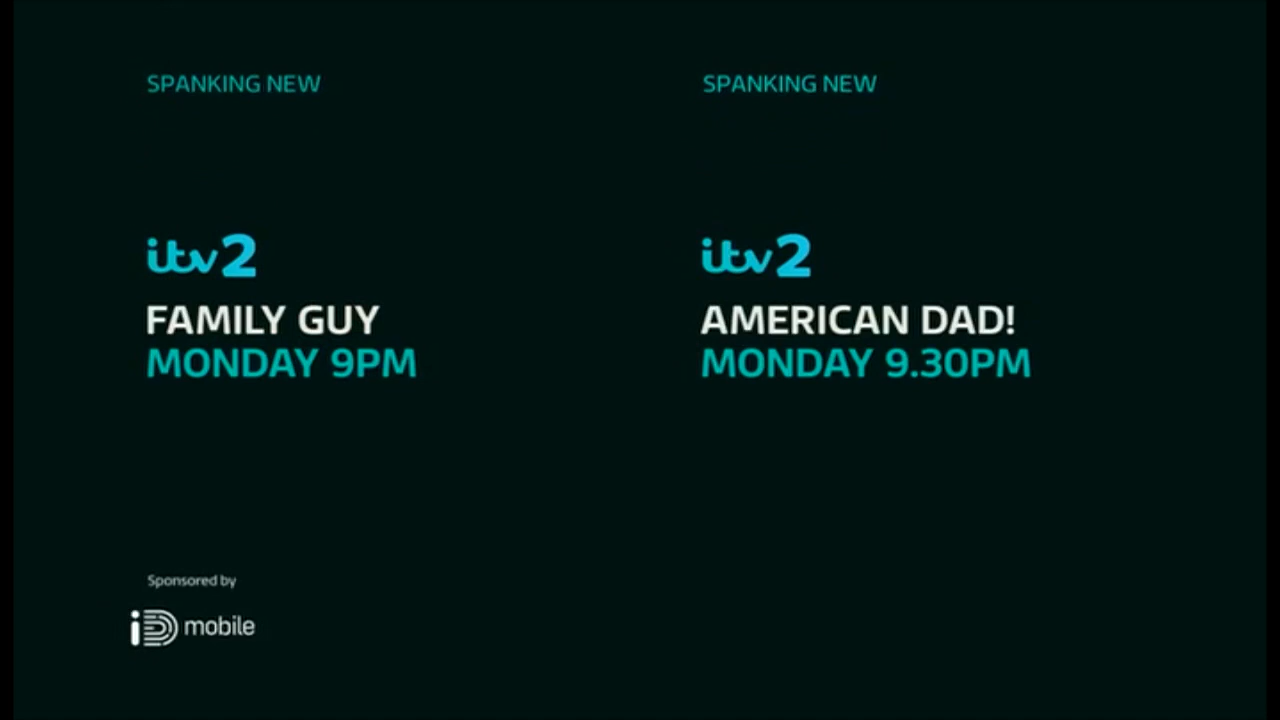 SPANKING NEW
itv2
FAMILY GUY
MONDAY 9PM
Sponsored by
iD mobile
SPANKING NEW
itv2
AMERICAN DAD!
MONDAY 9.30PM